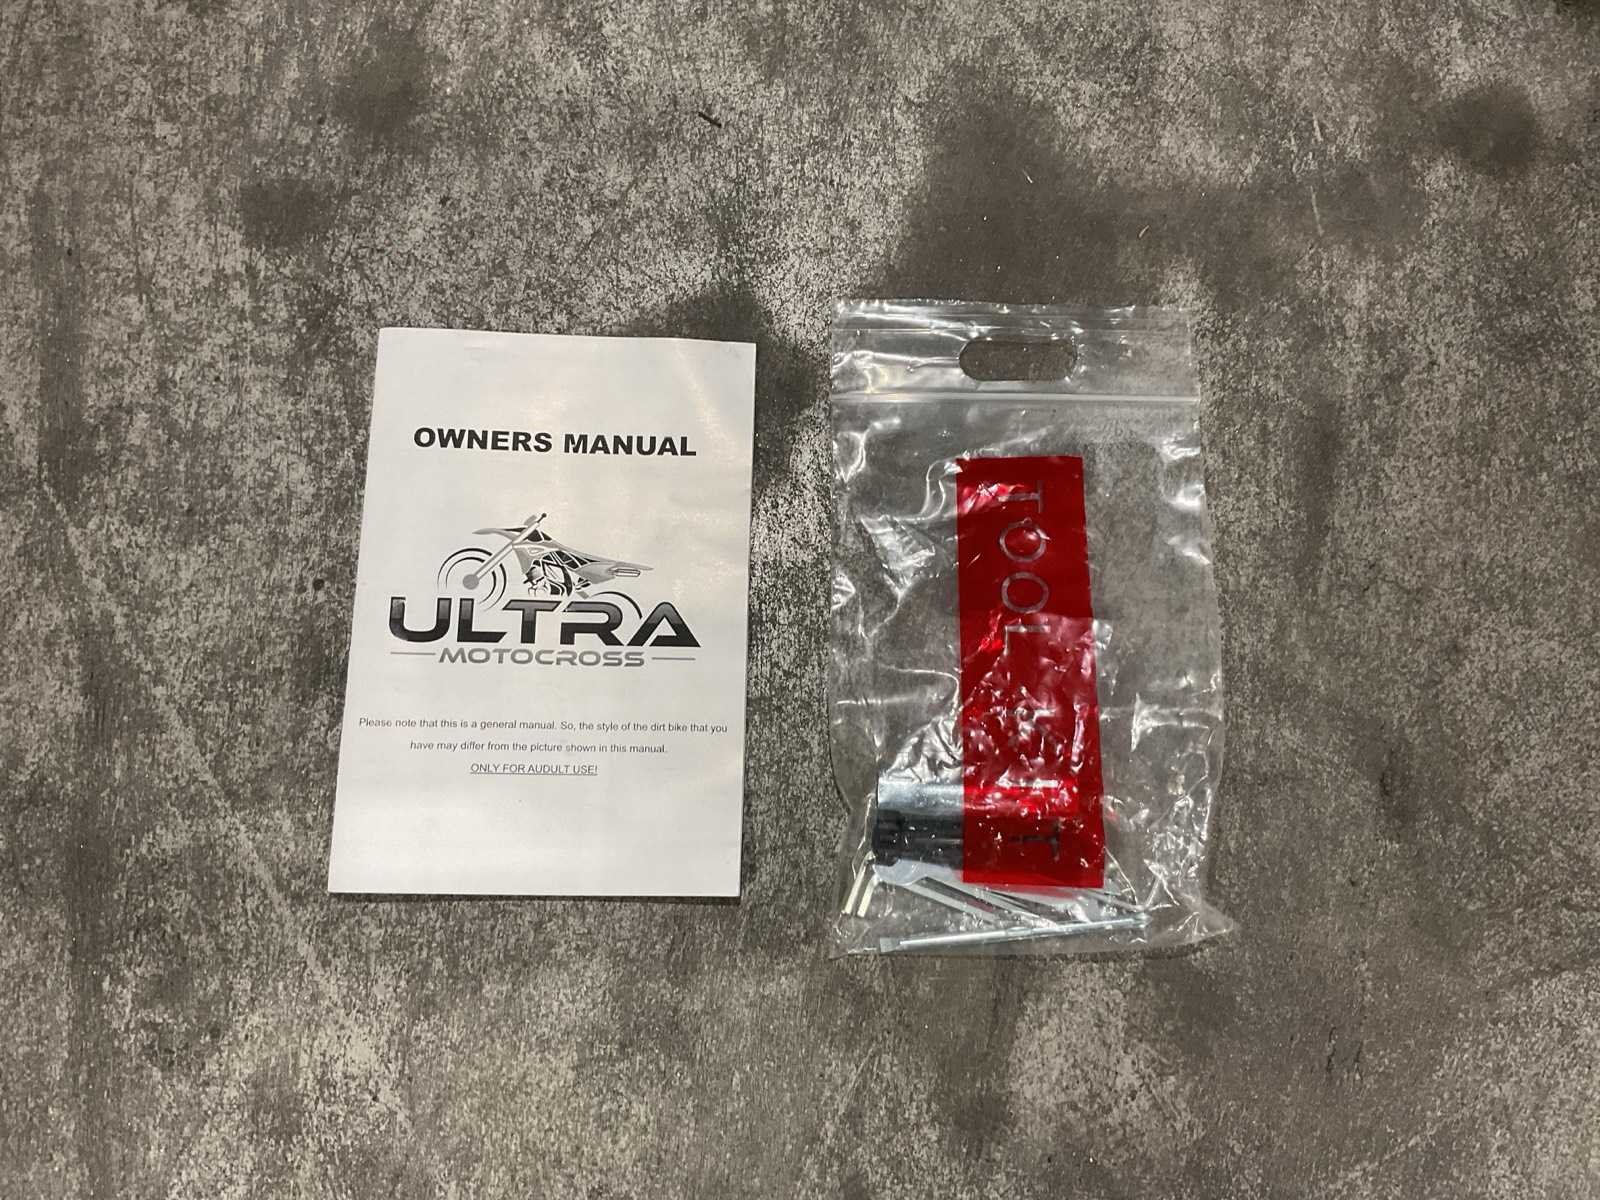 OWNERS MANUAL
ULTRA
MOTOCROSS
Please note that this is a general manual. So, the style of the dirt bike that you
have may differ from the picture shown in this manual.
ONLY FOR AUDULT USE!
TOOL KIT